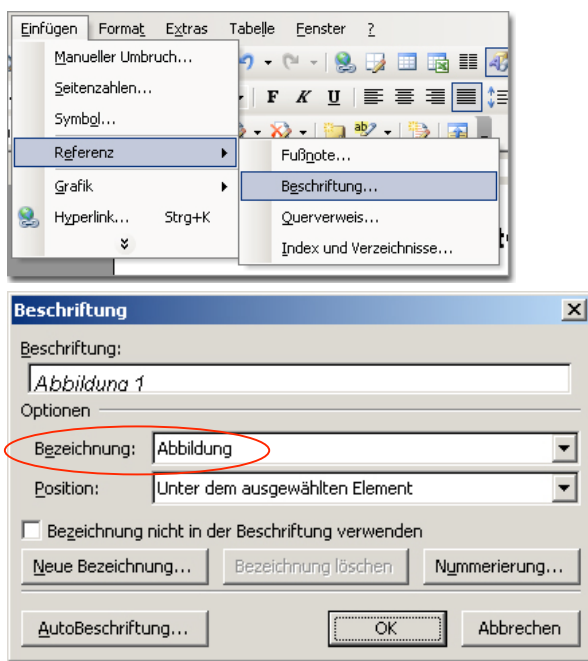 Einfügen Format Extras Tabelle Fenster ?
Manueller Umbruch...
Seitenzahlen...
F K U
Symbol...
Referenz
Fußnote...
Grafik
Beschriftung...
Hyperlink... Strg+K
Querverweis...
Index und Verzeichnisse...
Beschriftung
Beschriftung:
Abbildung 1
Optionen
Bezeichnung: Abbildung
Position: Unter dem ausgewählten Element
Bezeichnung nicht in der Beschriftung verwenden
Neue Bezeichnung... Bezeichnung löschen Nummerierung...
AutoBeschriftung... OK Abbrechen